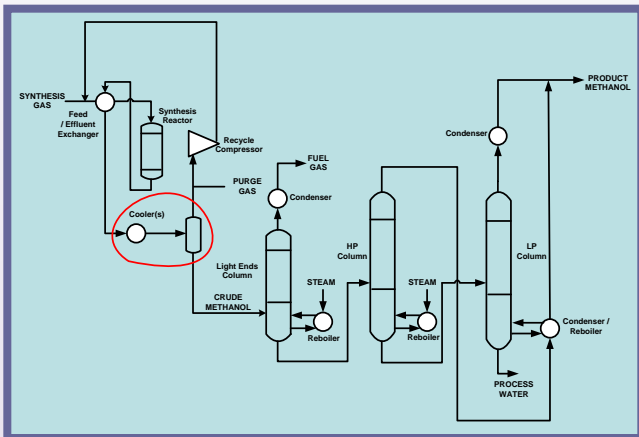 SYNTHESIS
GAS
Feed
/ Effluent
Exchanger
Synthesis
Reactor
Recycle
Compressor
PURGE
GAS
Cooler(s)
CRUDE
METHANOL
FUEL
GAS
Condenser
Light Ends
Column
STEAM
Reboiler
HP
Column
STEAM
Reboiler
Condenser
PRODUCT
METHANOL
LP
Column
Condenser /
Reboiler
PROCESS
WATER